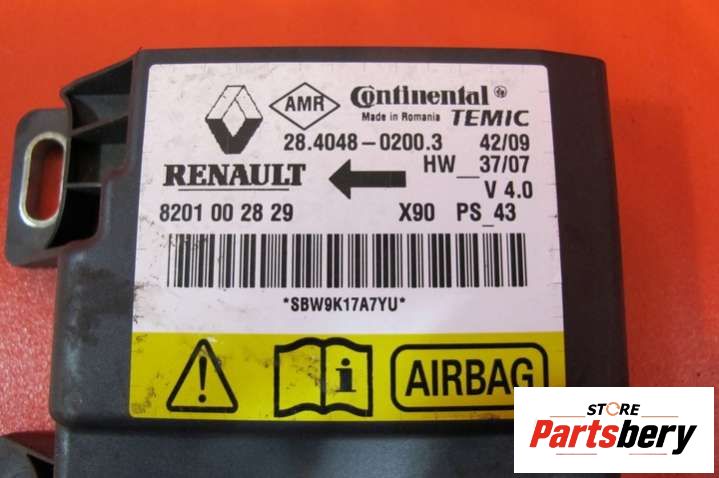 AMR Continental
Made in Romania TEMIC
28.4048-0200.3 42/09
RENAULT HW__37/07
V 4.0
8201 00 28 29 X90 PS_43
*SBW9K17A7YU*
i AIRBAG
STORE
Partsbery